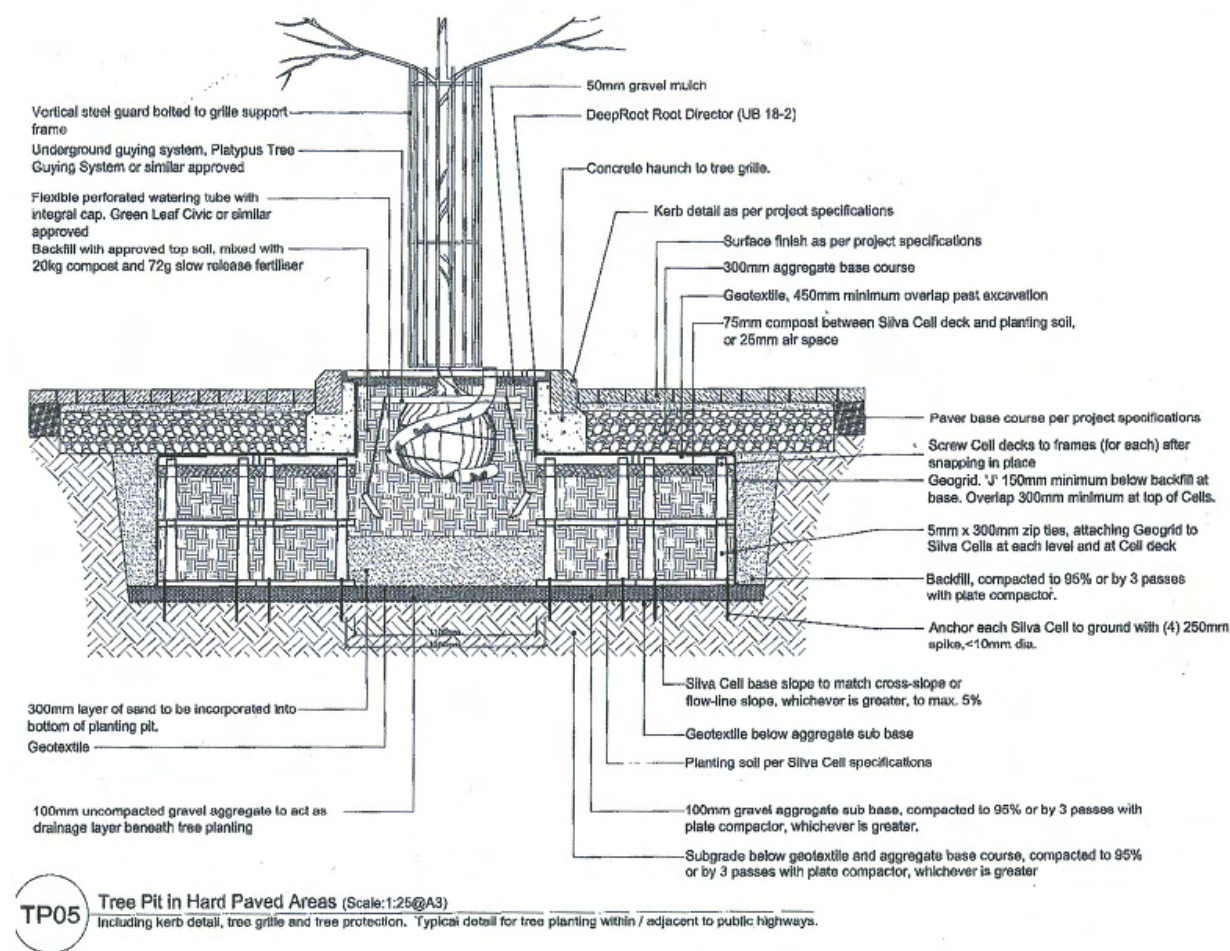 Vertical steel guard bolted to grille support
frame
Underground guying system, Platypus Tree
Guying System or similar approved
Flexible perforated watering tube with
integral cap. Green Leaf Civic or similar
approved
Backfill with approved top soil, mixed with
20kg compost and 72g slow release fertiliser
50mm gravel mulch
DeepRoot Root Director (UB 18-2)
Concrete haunch to tree grille.
Kerb detail as per project specifications
Surface finish as per project specifications
300mm aggregate base course
Geotextile, 450mm minimum overlap past excavation
75mm compost between Silva Cell deck and planting soil,
or 25mm air space
Paver base course per project specifications
Screw Cell decks to frames (for each) after
snapping in place
Geogrid. 'J' 150mm minimum below backfill at
base. Overlap 300mm minimum at top of Cells.
5mm x 300mm zip ties, attaching Geogrid to
Silva Cells at each level and at Cell deck
Backfill, compacted to 95% or by 3 passes
with plate compactor.
Anchor each Silva Cell to ground with (4) 250mm
spike,<10mm dia.
300mm layer of sand to be incorporated into
bottom of planting pit.
Geotextile
100mm uncompacted gravel aggregate to act as
drainage layer beneath tree planting
Silva Cell base slope to match cross-slope or
flow-line slope, whichever is greater, to max. 5%
Geotextile below aggregate sub base
Planting soil per Silva Cell specifications
100mm gravel aggregate sub base, compacted to 95% or by 3 passes with
plate compactor, whichever is greater.
Subgrade below geotextile and aggregate base course, compacted to 95%
or by 3 passes with plate compactor, whichever is greater
TP05
Tree Pit in Hard Paved Areas (Scale:1:25@A3)
Including kerb detail, tree grille and tree protection. Typical detail for tree planting within / adjacent to public highways.